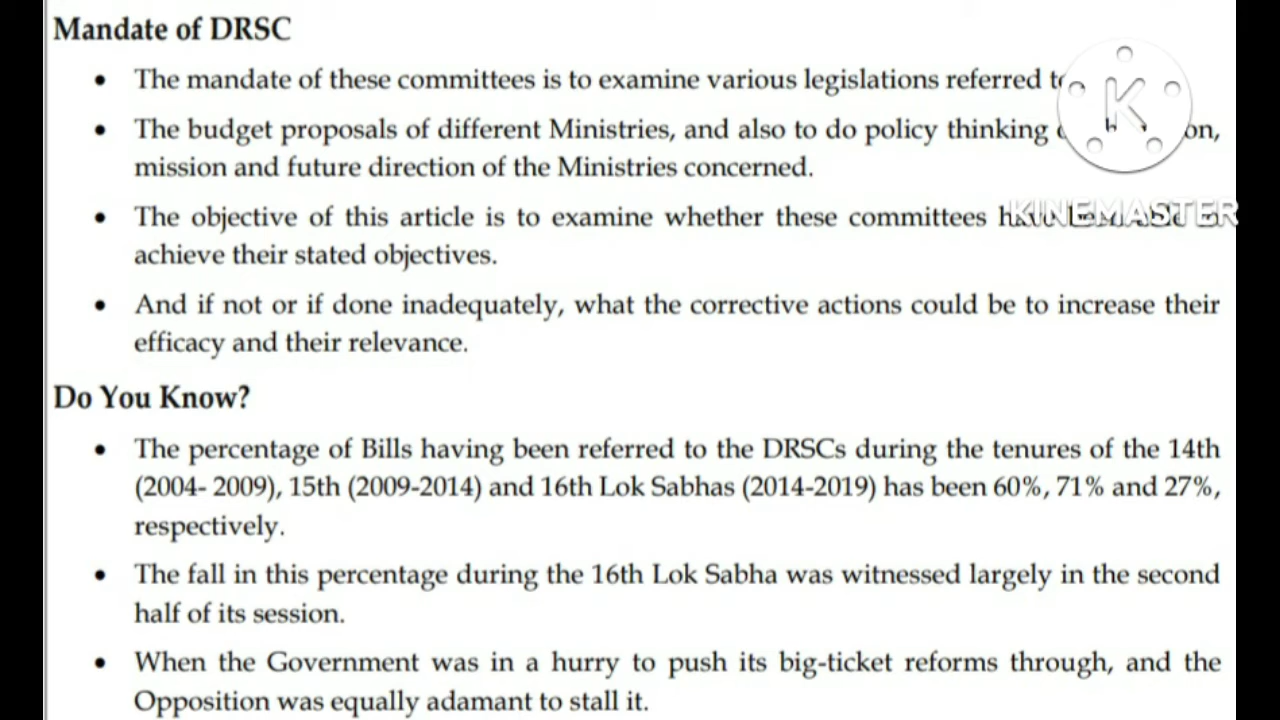 Mandate of DRSC
• The mandate of these committees is to examine various legislations referred to
• The budget proposals of different Ministries, and also to do policy thinking
mission and future direction of the Ministries concerned.
• The objective of this article is to examine whether these committees
achieve their stated objectives.
• And if not or if done inadequately, what the corrective actions could be to increase their
efficacy and their relevance.
Do You Know?
• The percentage of Bills having been referred to the DRSCs during the tenures of the 14th
(2004- 2009), 15th (2009-2014) and 16th Lok Sabhas (2014-2019) has been 60%, 71% and 27%,
respectively.
• The fall in this percentage during the 16th Lok Sabha was witnessed largely in the second
half of its session.
• When the Government was in a hurry to push its big-ticket reforms through, and the
Opposition was equally adamant to stall it.
K
KINEMASTER